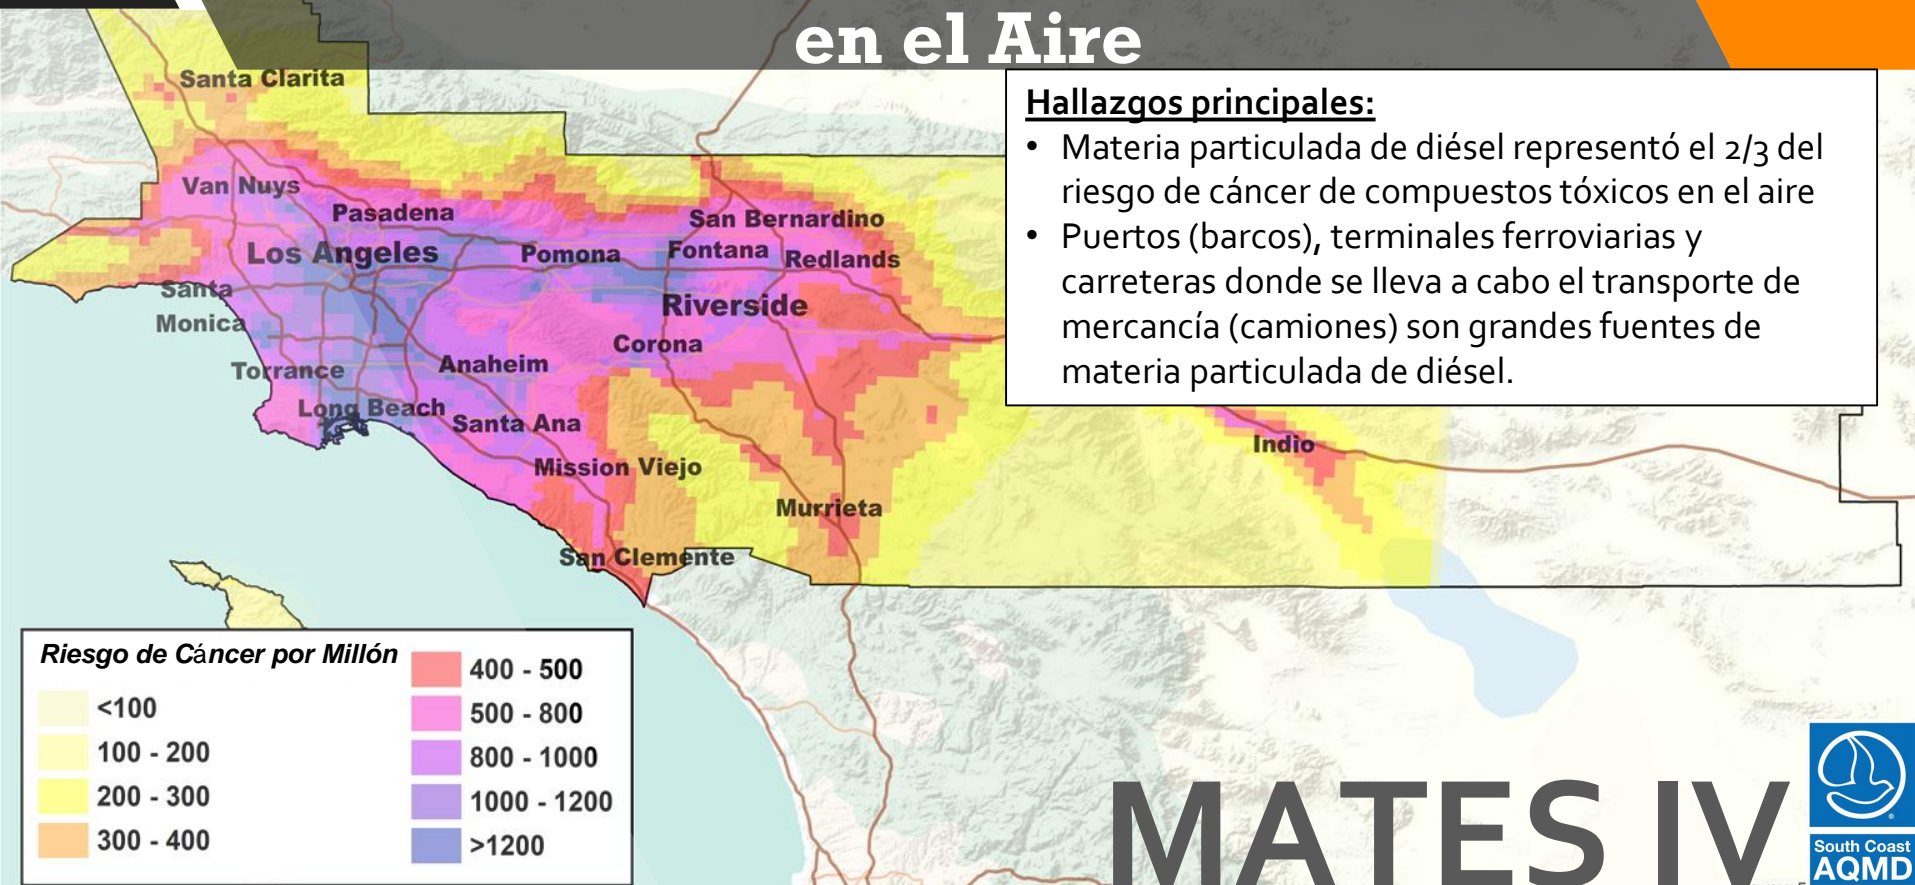 en el Aire
Hallazgos principales:
• Materia particulada de diésel representó el 2/3 del
riesgo de cáncer de compuestos tóxicos en el aire
• Puertos (barcos), terminales ferroviarias y
carreteras donde se lleva a cabo el transporte de
mercancía (camiones) son grandes fuentes de
materia particulada de diésel.
Santa Clarita
Van Nuys
Pasadena
San Bernardino
Los Angeles
Pomona
Fontana
Redlands
Santa
Monica
Riverside
Corona
Torrance
Anaheim
Long Beach
Santa Ana
Indio
Mission Viejo
Murrieta
San Clemente
Riesgo de Cáncer por Millón
<100
100 - 200
200 - 300
300 - 400
400 - 500
500 - 800
800 - 1000
1000 - 1200
>1200
MATES IV
South Coast
AQMD